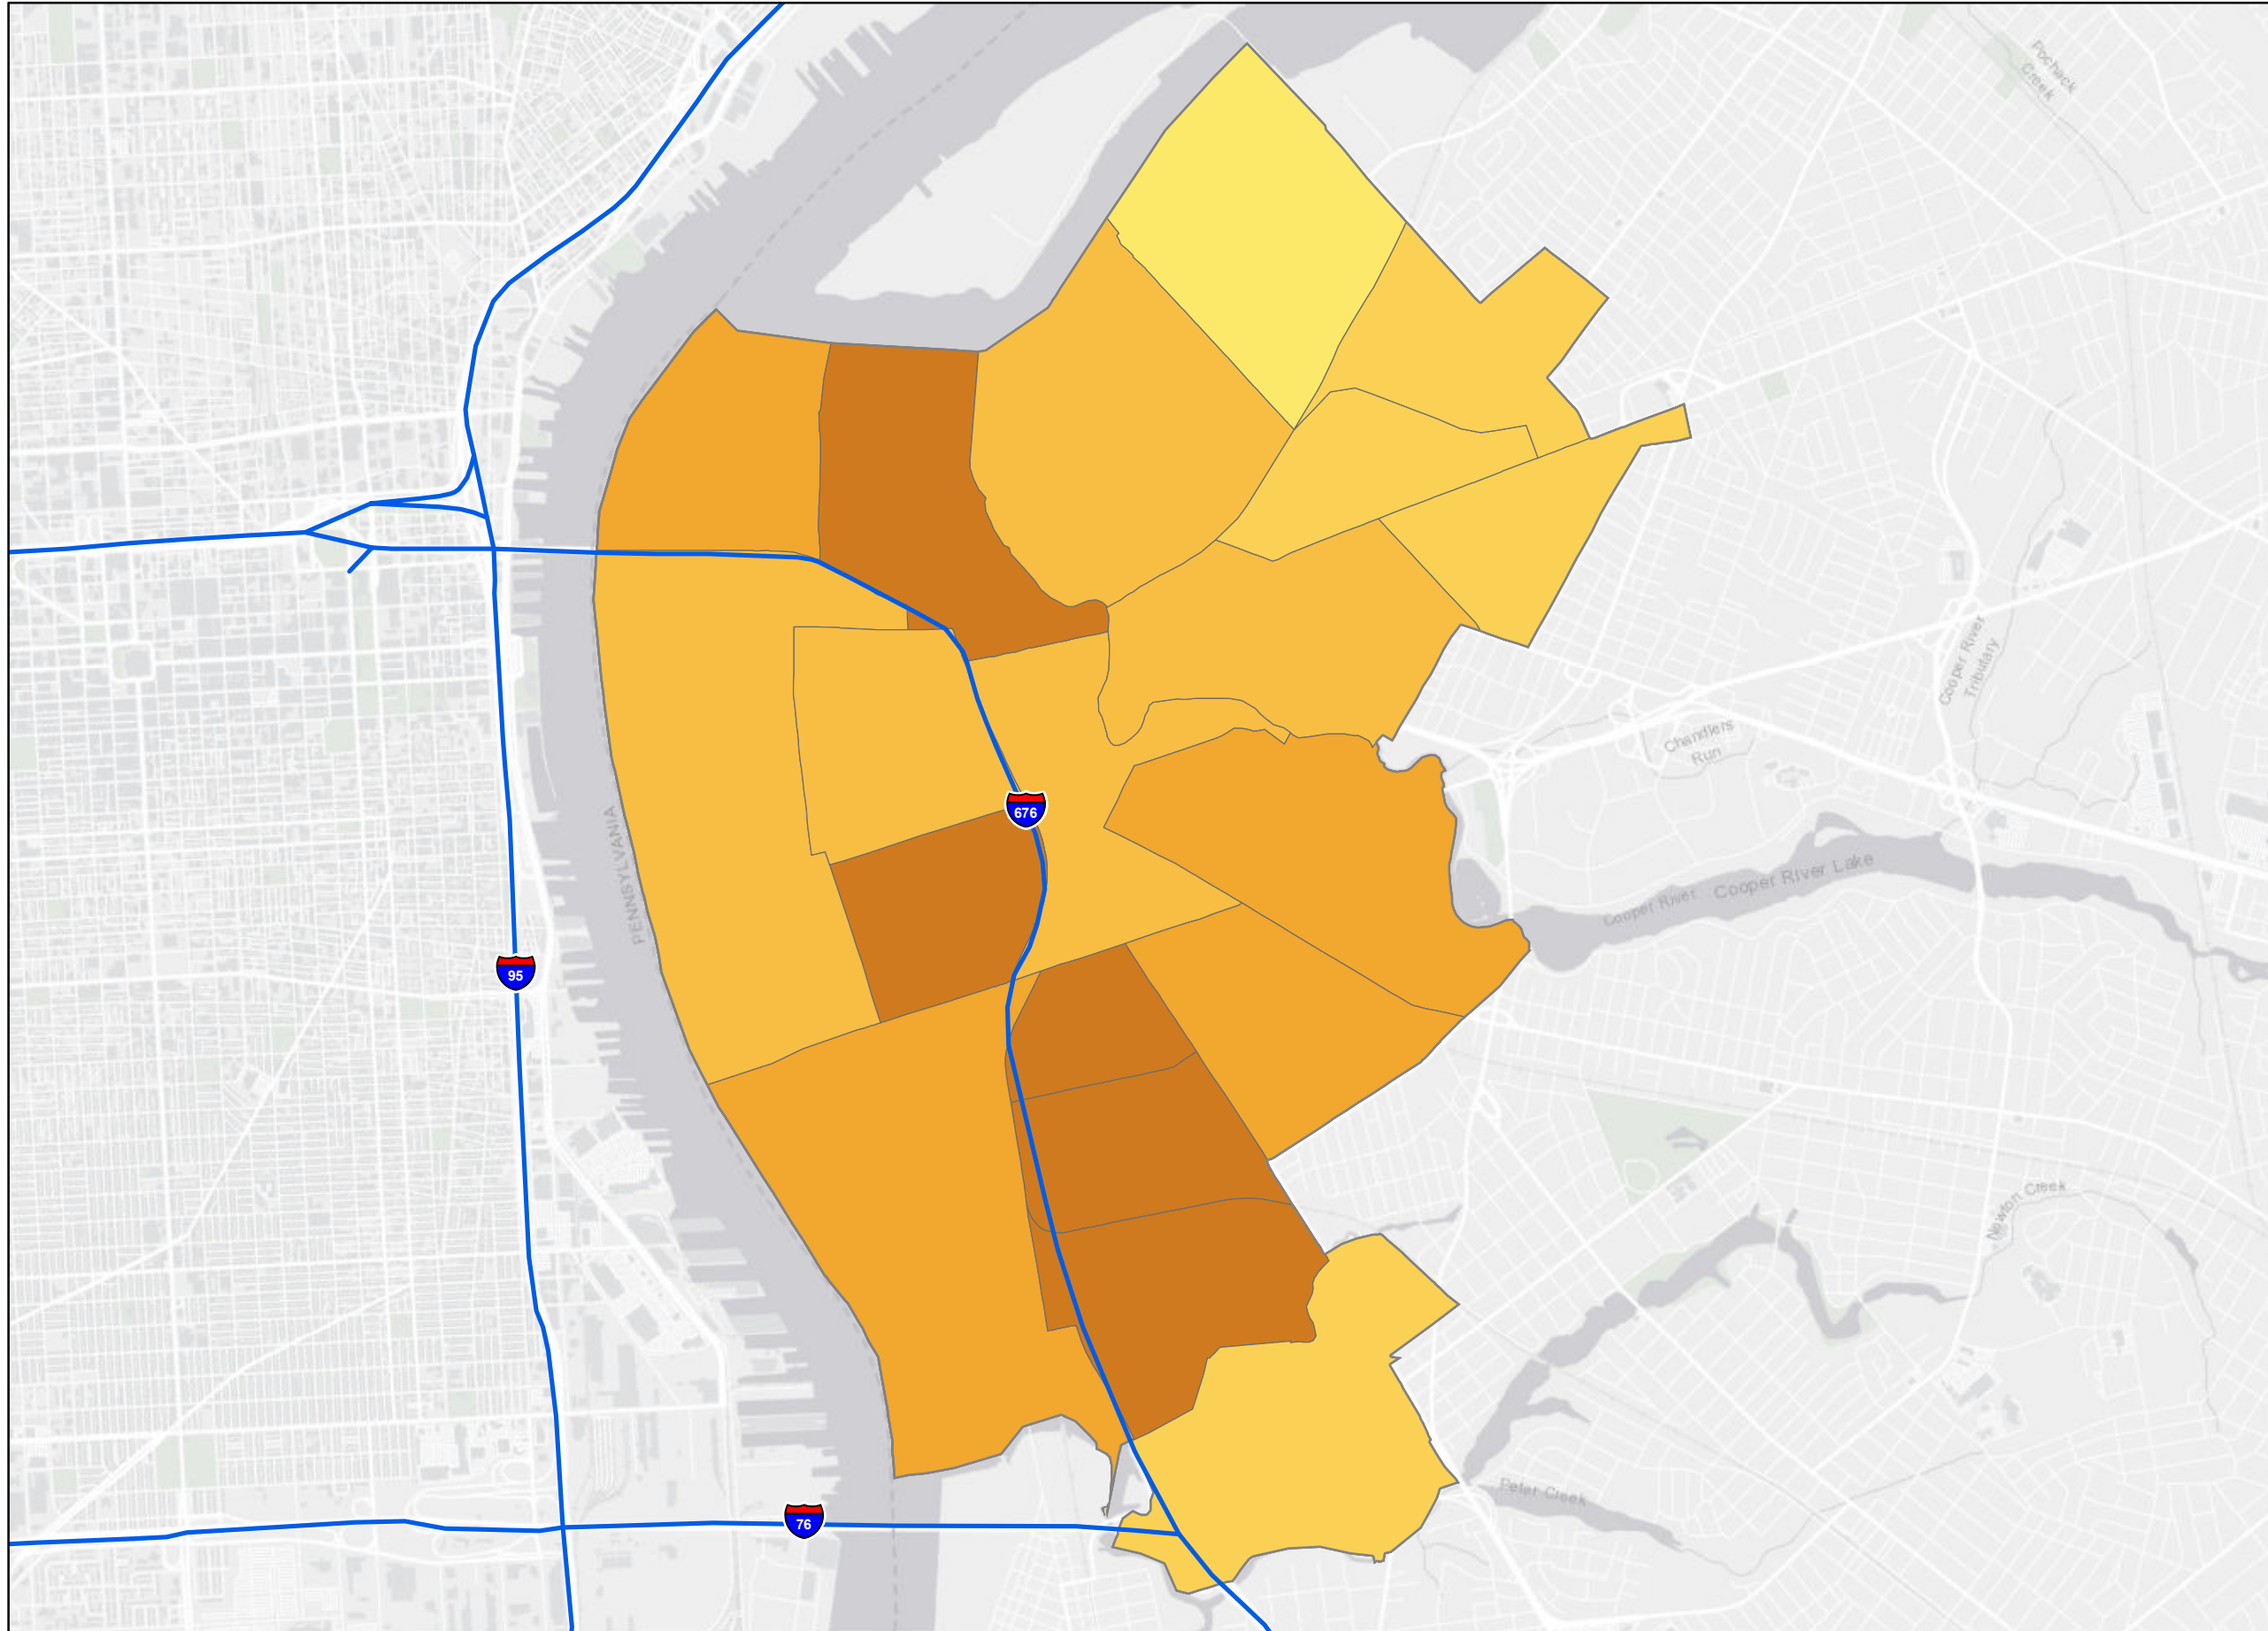 Pochack
Creek
Cooper River
Tributary
Chandlers
Run
676
PENNSYLVANIA
Cooper River
Cooper River Lake
95
Newton Creek
Peter Creek
76